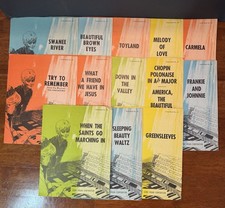 SWANEE
RIVER
BEAUTIFUL
BROWN
EYES
TOYLAND
MELODY
OF
LOVE
CARMELA
TRY TO
REMEMBER
WHAT
A FRIEND
WE HAVE IN
JESUS
DOWN IN
THE
VALLEY
CHOPIN
POLONAISE
IN A♭ MAJOR
AMERICA,
THE
BEAUTIFUL
FRANKIE
AND
JOHNNIE
WHEN THE
SAINTS GO
MARCHING IN
SLEEPING
BEAUTY
WALTZ
GREENSLEEVES